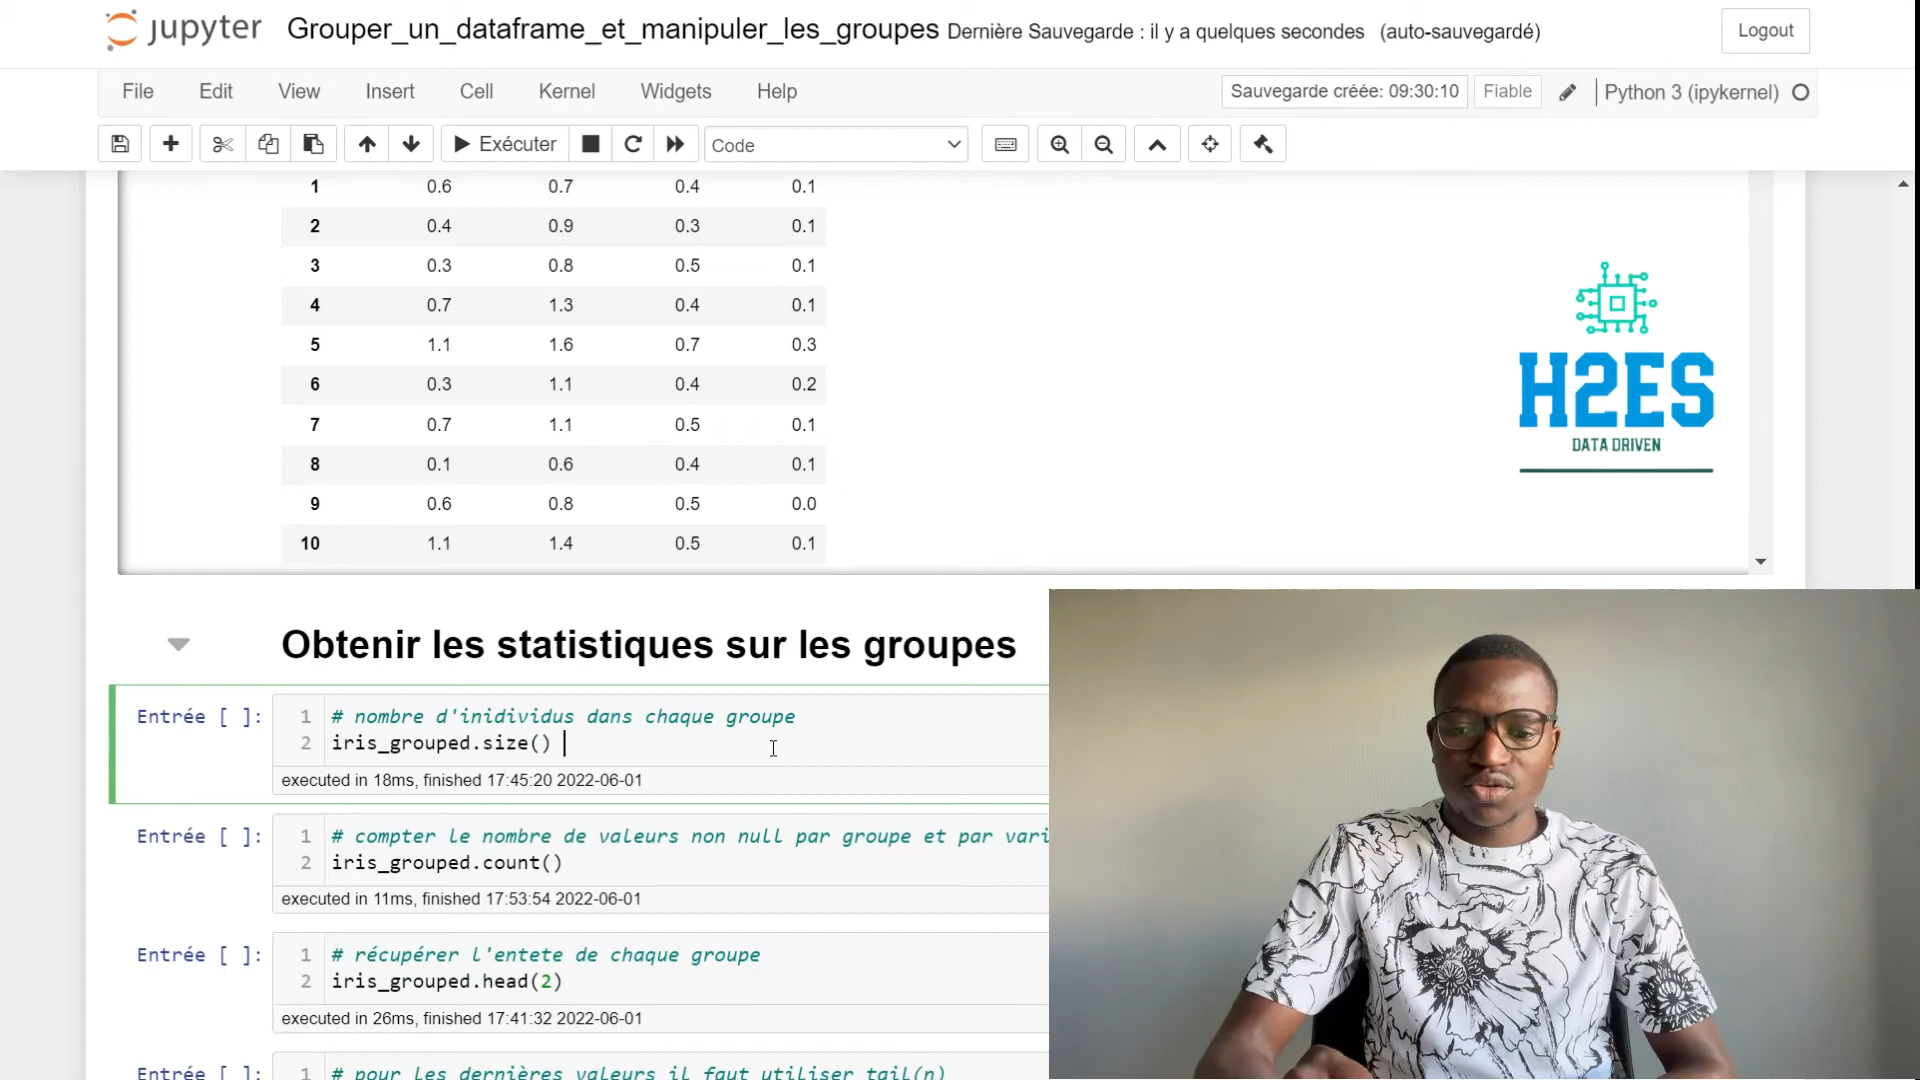 jupyter Grouper_un_dataframe_et_manipuler_les_groupes Dernière Sauvegarde : il y a quelques secondes (auto-sauvegardé) Logout
File Edit View Insert Cell Kernel Widgets Help Sauvegarde créée: 09:30:10 Fiable Python 3 (ipykernel)
Exécuter Code
1 0.6 0.7 0.4 0.1
2 0.4 0.9 0.3 0.1
3 0.3 0.8 0.5 0.1
4 0.7 1.3 0.4 0.1
5 1.1 1.6 0.7 0.3
6 0.3 1.1 0.4 0.2
7 0.7 1.1 0.5 0.1
8 0.1 0.6 0.4 0.1
9 0.6 0.8 0.5 0.0
10 1.1 1.4 0.5 0.1
H2ES
DATA DRIVEN
Obtenir les statistiques sur les groupes
Entrée [ ]: 1 # nombre d'inidividus dans chaque groupe
2 iris_grouped.size()
executed in 18ms, finished 17:45:20 2022-06-01
Entrée [ ]: 1 # compter le nombre de valeurs non null par groupe et par vari
2 iris_grouped.count()
executed in 11ms, finished 17:53:54 2022-06-01
Entrée [ ]: 1 # récupérer l'entete de chaque groupe
2 iris_grouped.head(2)
executed in 26ms, finished 17:41:32 2022-06-01
Entrée [ ]: 1 # pour les dernières valeurs il faut utiliser tail(n)